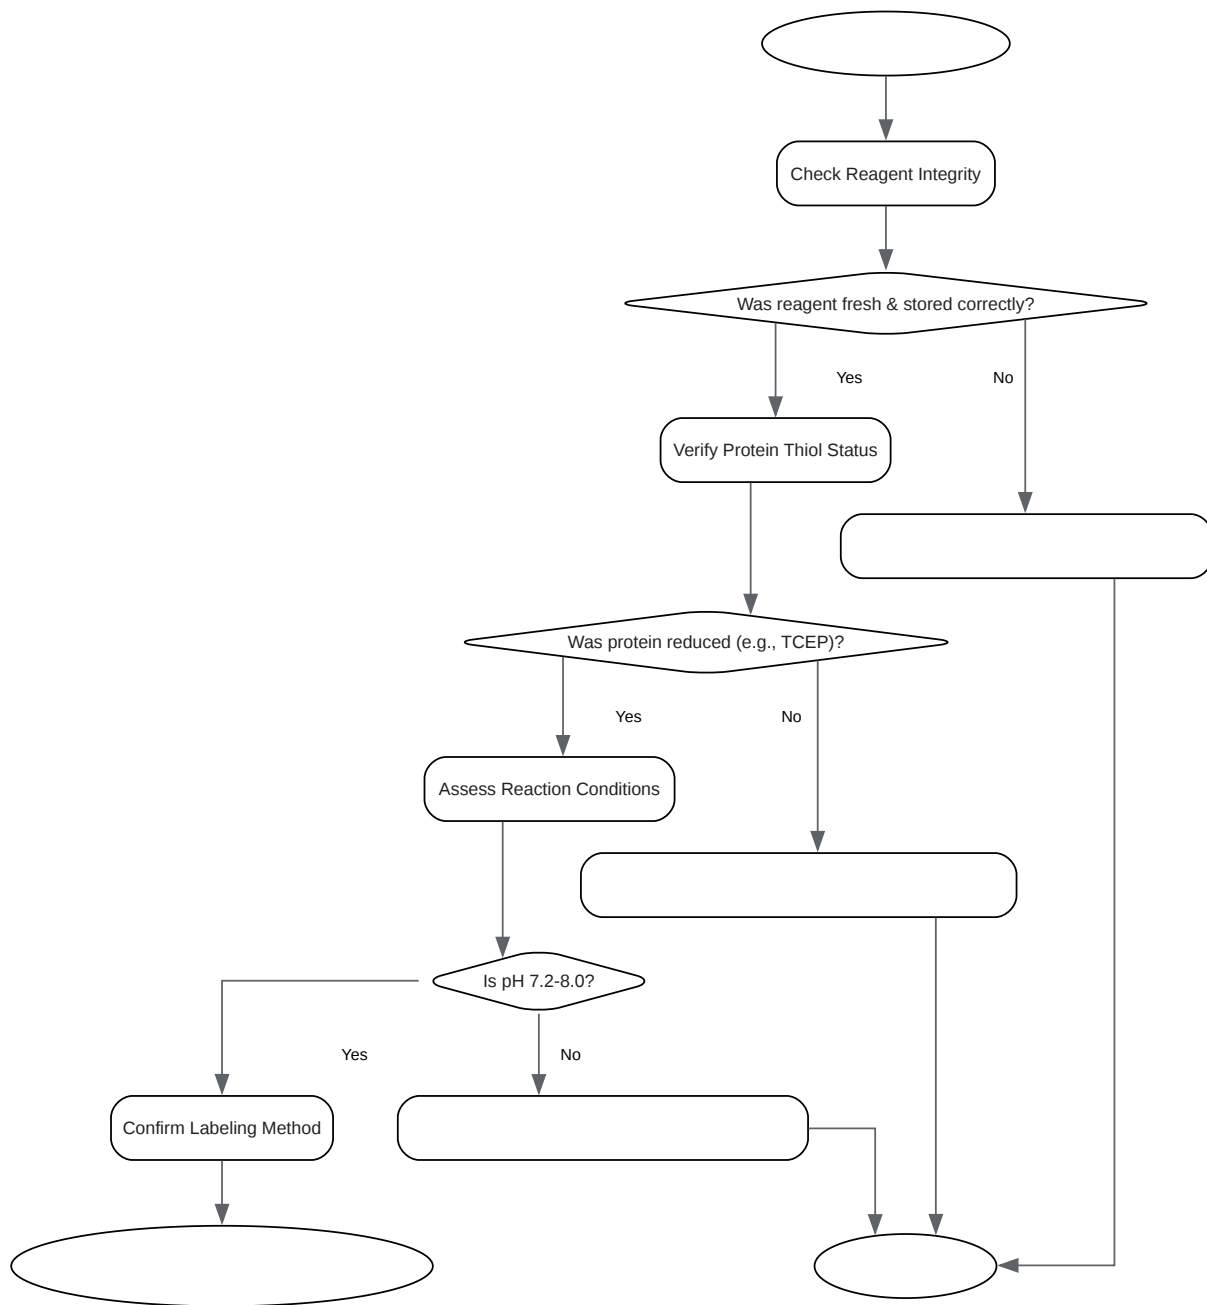 Check Reagent Integrity
Was reagent fresh & stored correctly?
Yes
No
Verify Protein Thiol Status
Was protein reduced (e.g., TCEP)?
Yes
No
Assess Reaction Conditions
Is pH 7.2-8.0?
Yes
No
Confirm Labeling Method